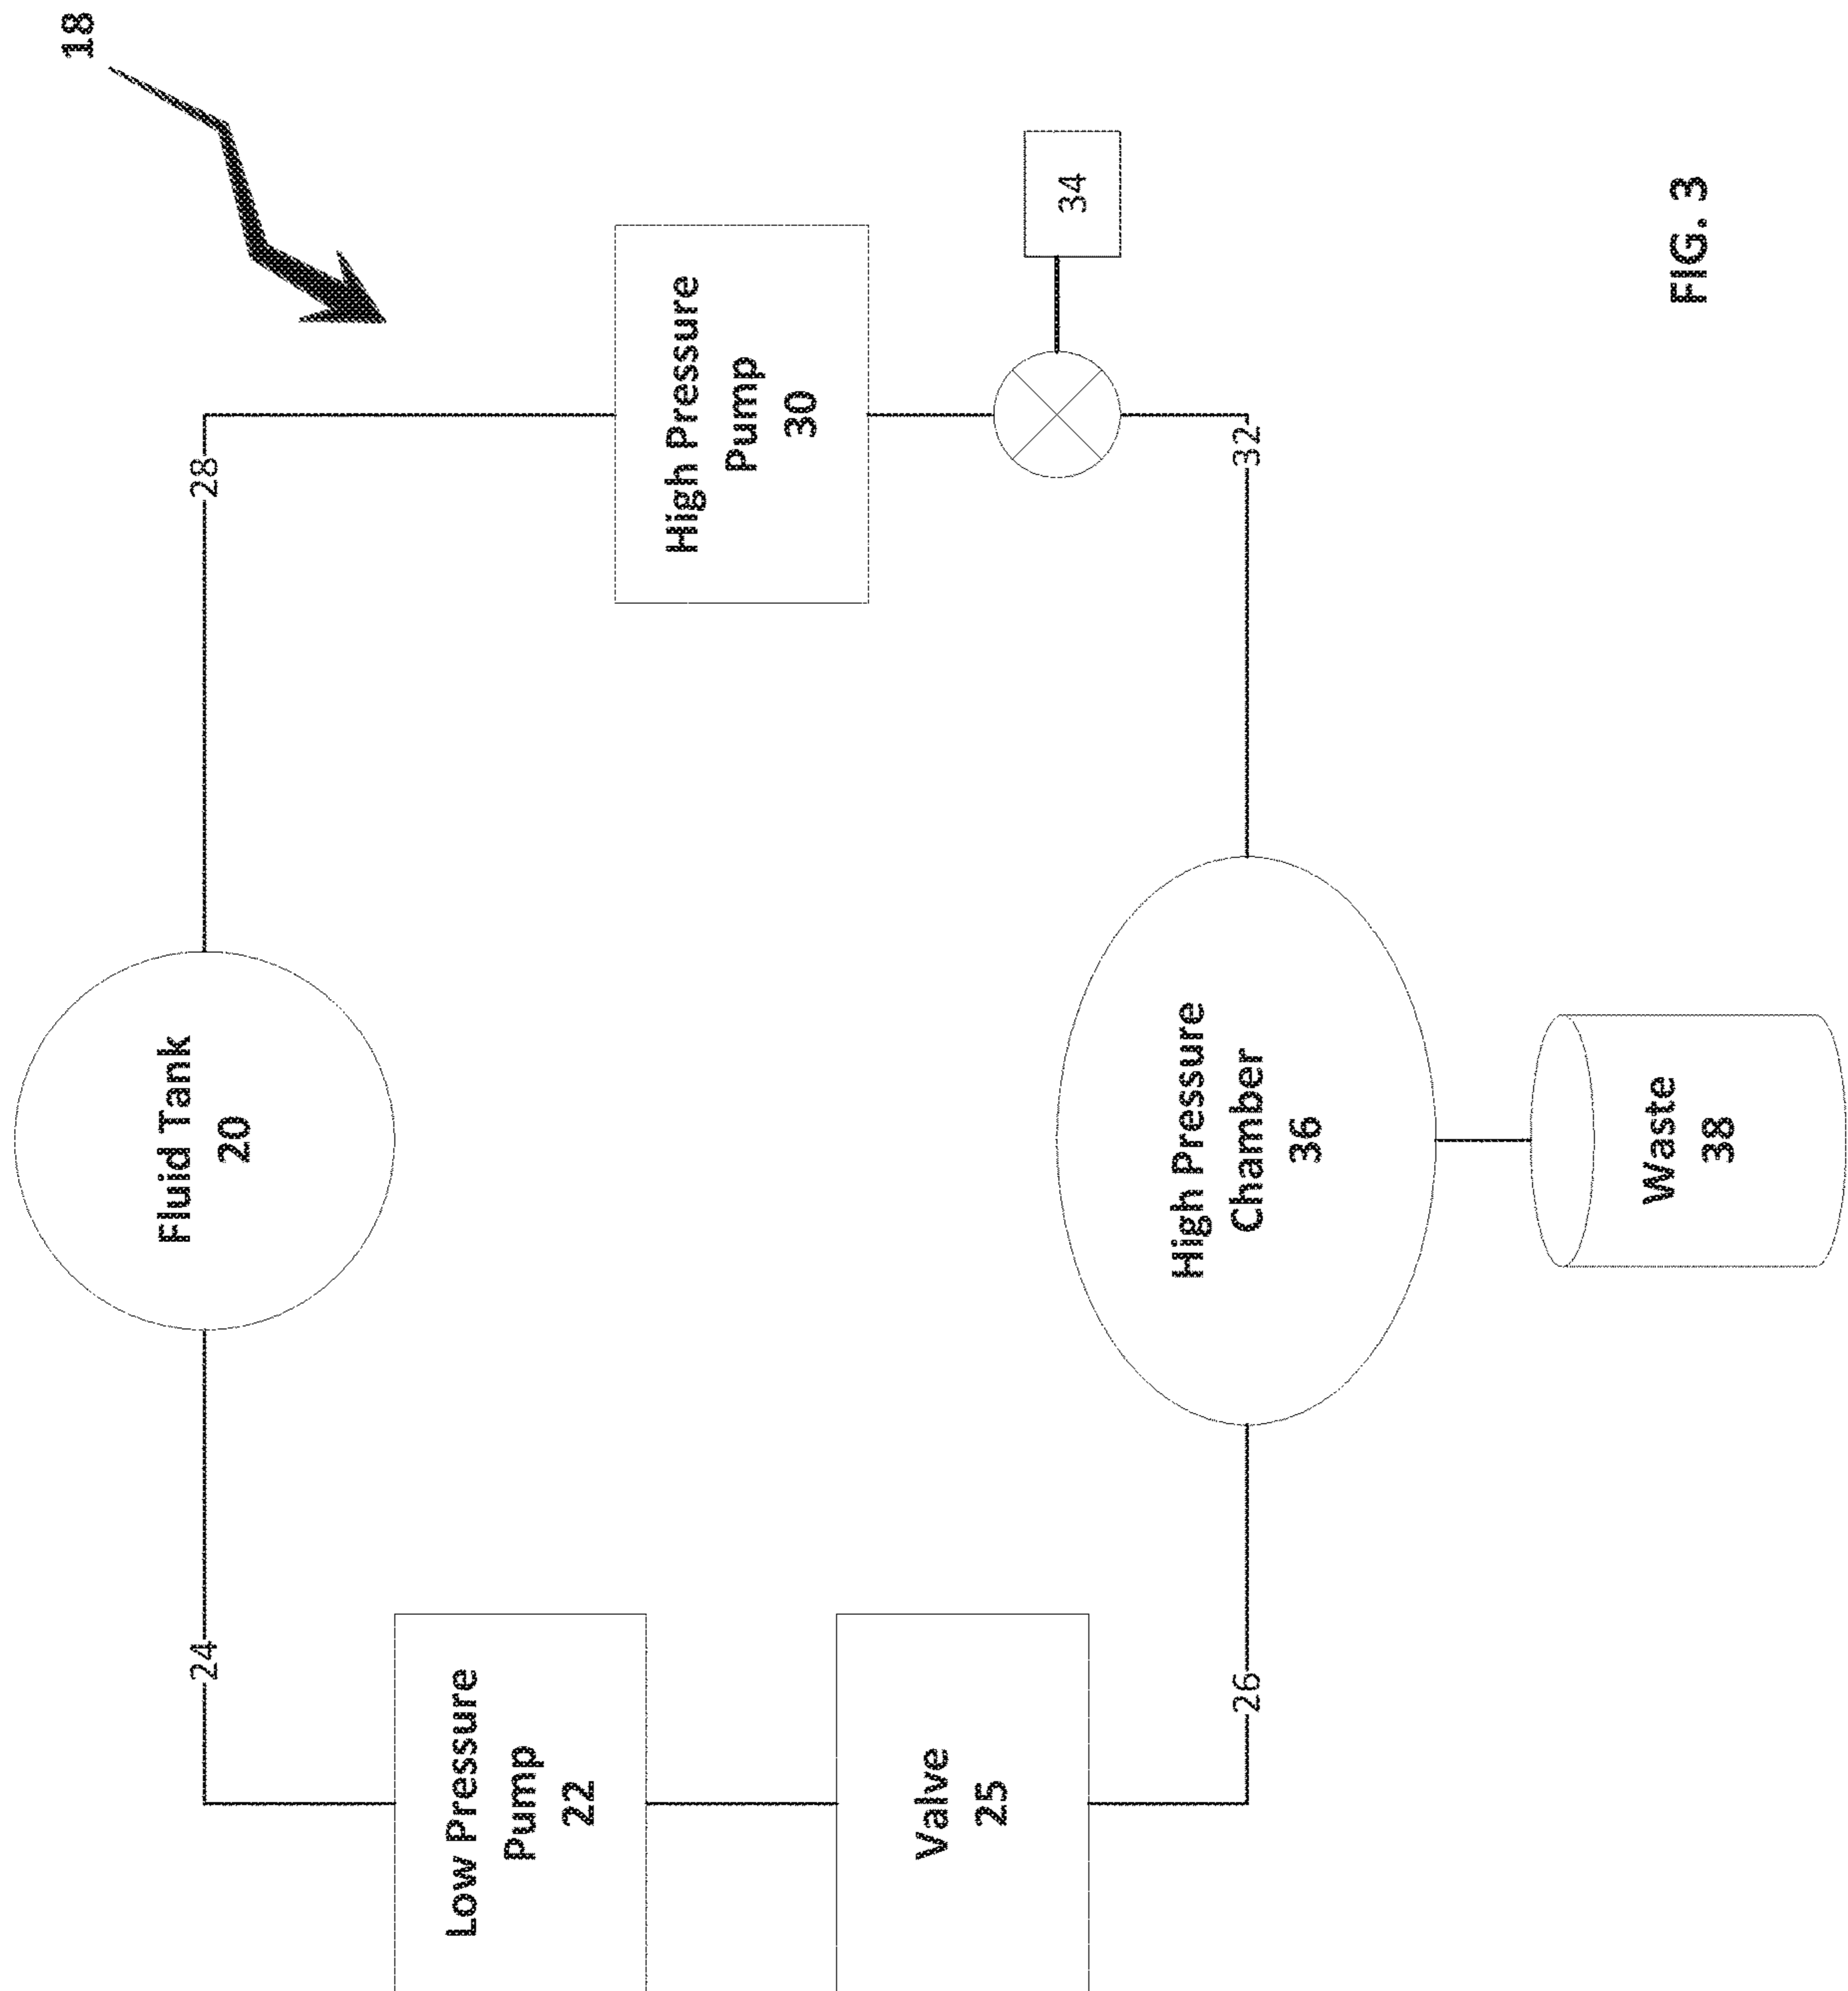 18
Fluid Tank
20
24
28
Low Pressure
Pump
22
High Pressure
Pump
30
Valve
25
34
26
High Pressure
Chamber
36
32
Waste
38
FIG. 3